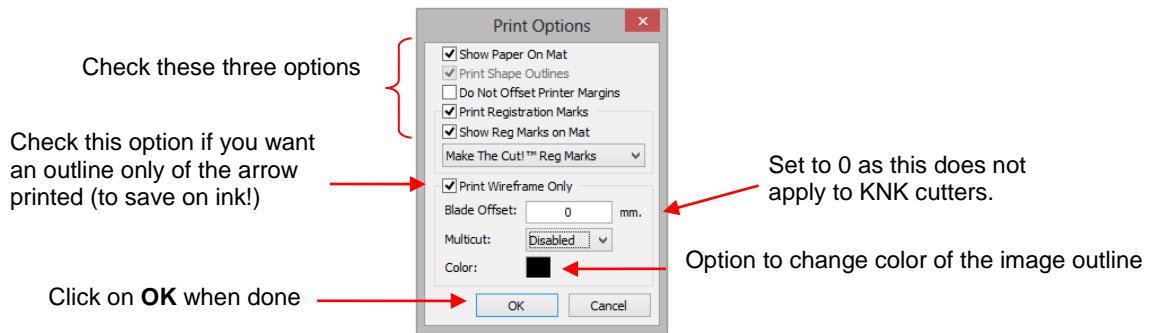 Print Options
Check these three options
Show Paper On Mat
Print Shape Outlines
Do Not Offset Printer Margins
Print Registration Marks
Show Reg Marks on Mat
Make The Cut!™ Reg Marks
Check this option if you want
an outline only of the arrow
printed (to save on ink!)
Print Wireframe Only
Blade Offset: 0 mm.
Set to 0 as this does not
apply to KNK cutters.
Multicut: Disabled
Color:
Option to change color of the image outline
Click on OK when done
OK Cancel